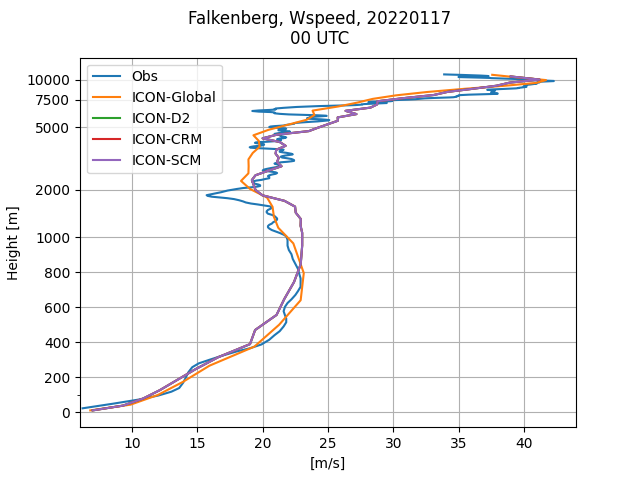 Falkenberg, Wspeed, 20220117
00 UTC
Obs
ICON-Global
ICON-D2
ICON-CRM
ICON-SCM
10000
7500
5000
2000
1000
800
600
400
200
0
Height [m]
10 15 20 25 30 35 40
[m/s]